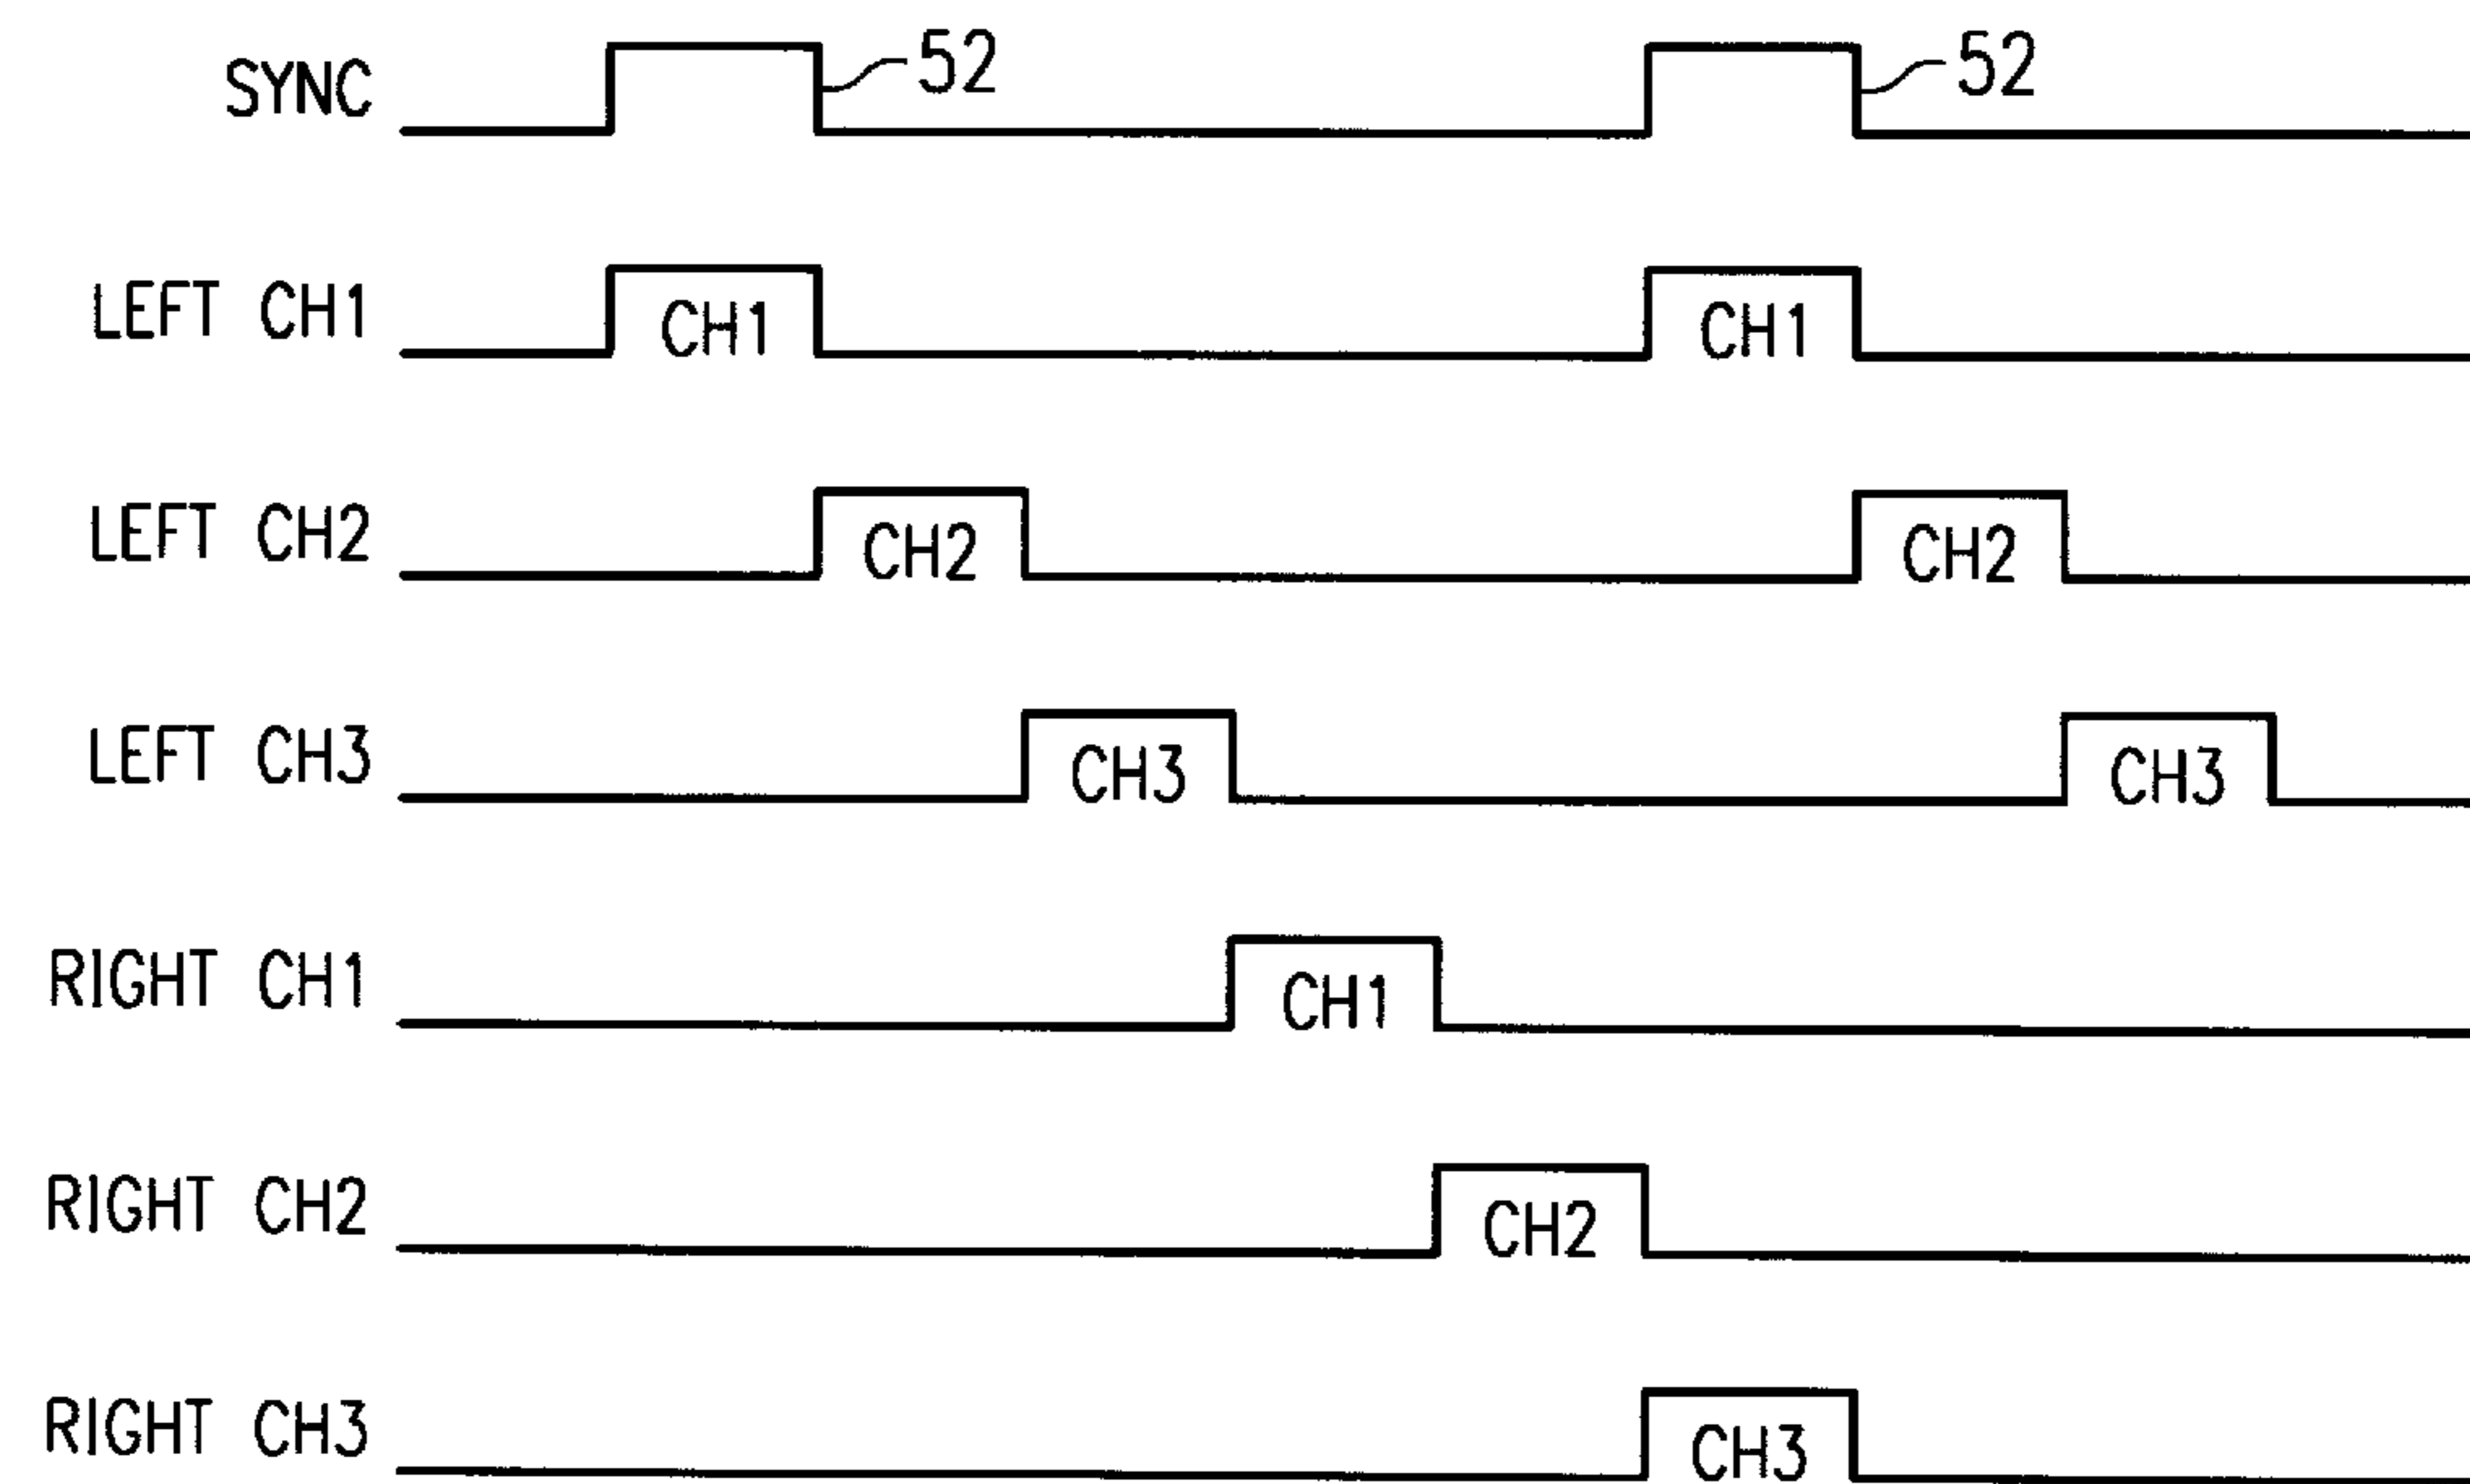 SYNC 52 52
LEFT CH1 CH1 CH1
LEFT CH2 CH2 CH2
LEFT CH3 CH3 CH3
RIGHT CH1 CH1
RIGHT CH2 CH2
RIGHT CH3 CH3